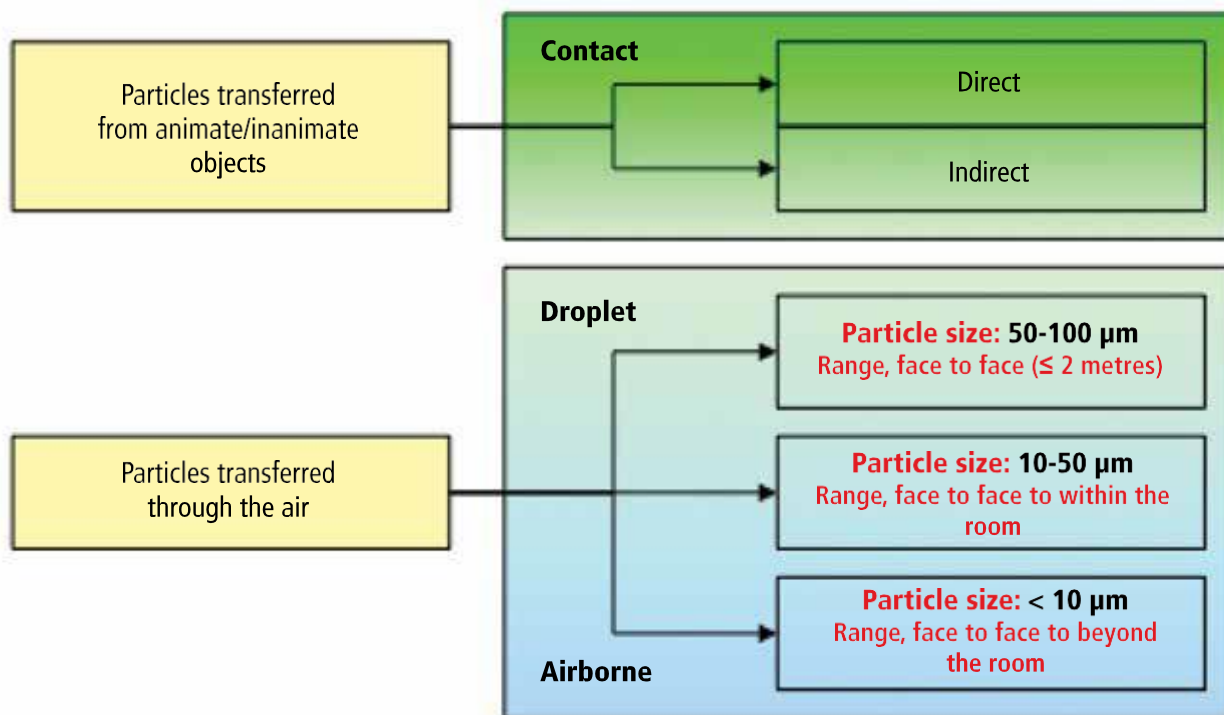 Particles transferred
from animate/inanimate
objects
Contact
Direct
Indirect
Particles transferred
through the air
Droplet
Particle size: 50-100 µm
Range, face to face (≤ 2 metres)
Particle size: 10-50 µm
Range, face to face to within the
room
Particle size: < 10 µm
Range, face to face to beyond
the room
Airborne